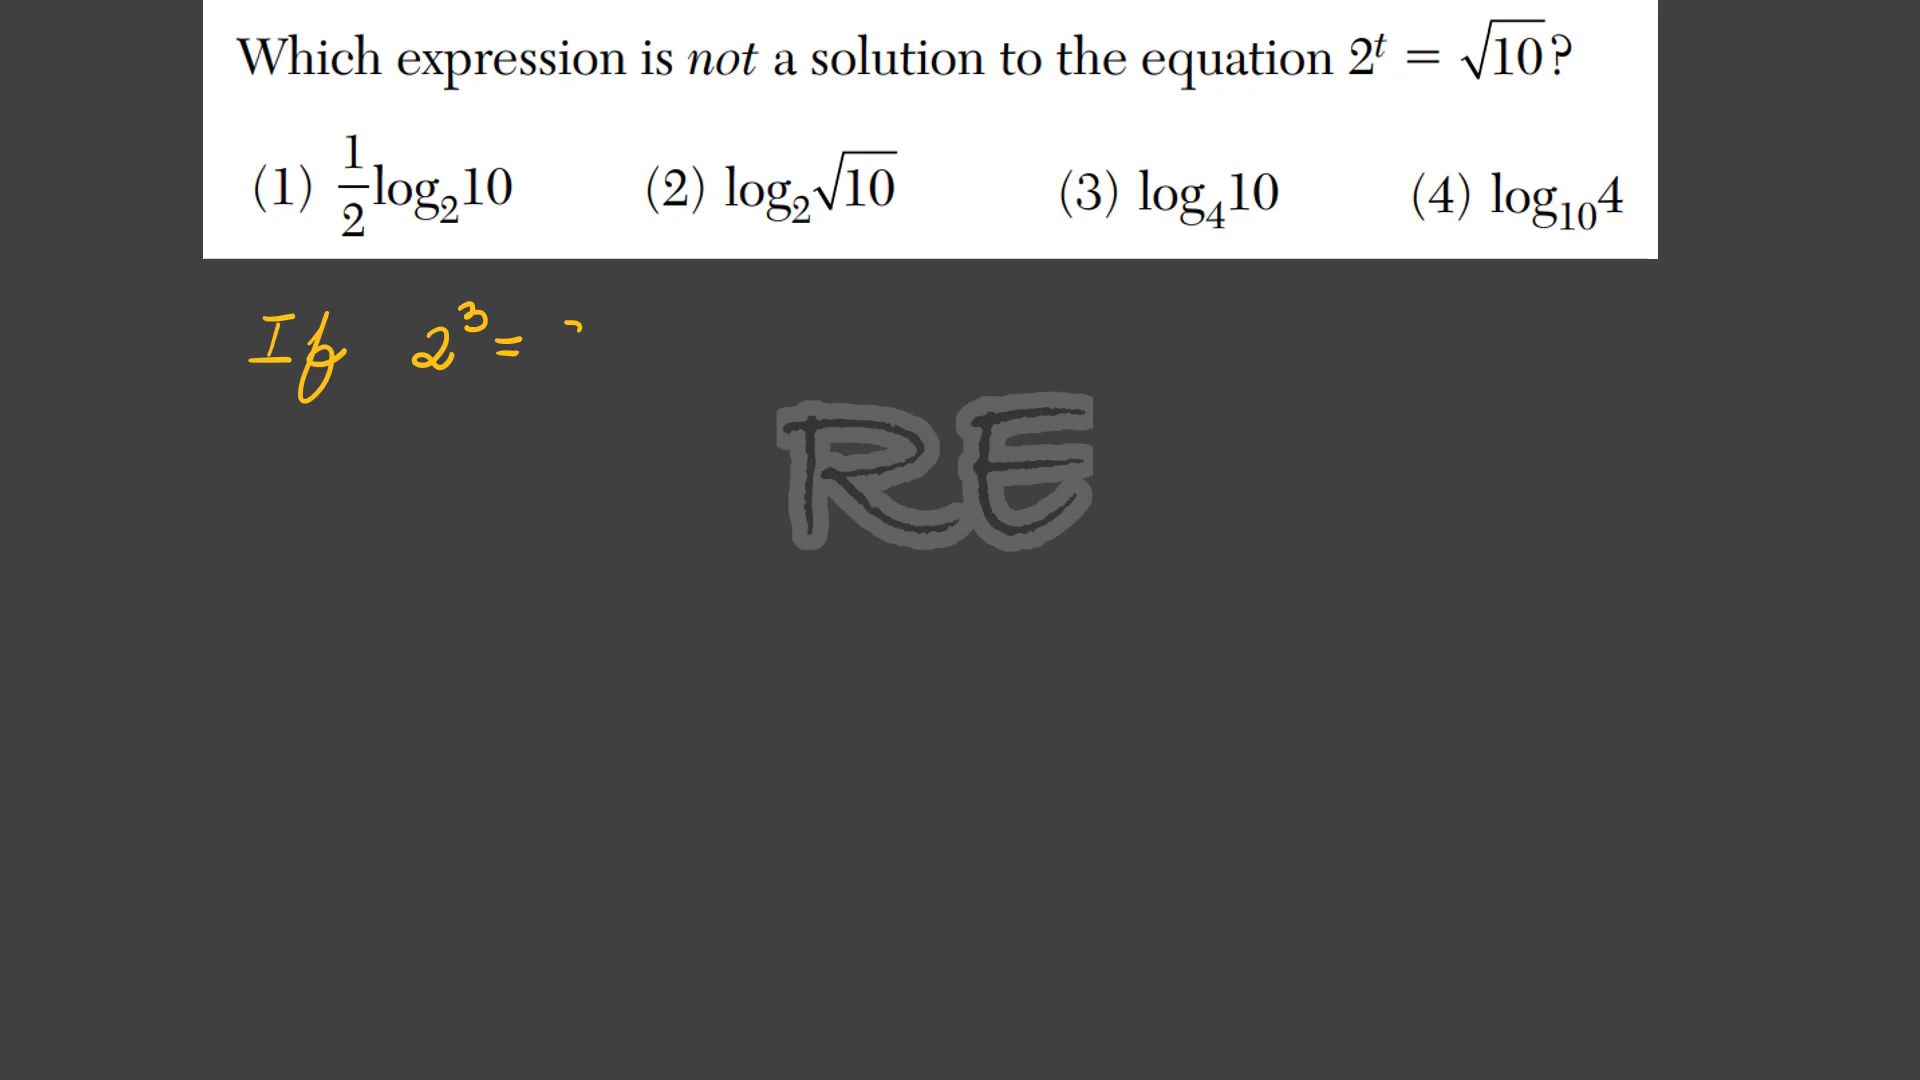 Which expression is not a solution to the equation 2^t = √10?
(1) 1/2 log₂10 (2) log₂√10 (3) log₄10 (4) log₁₀4
If 2³ =
RE